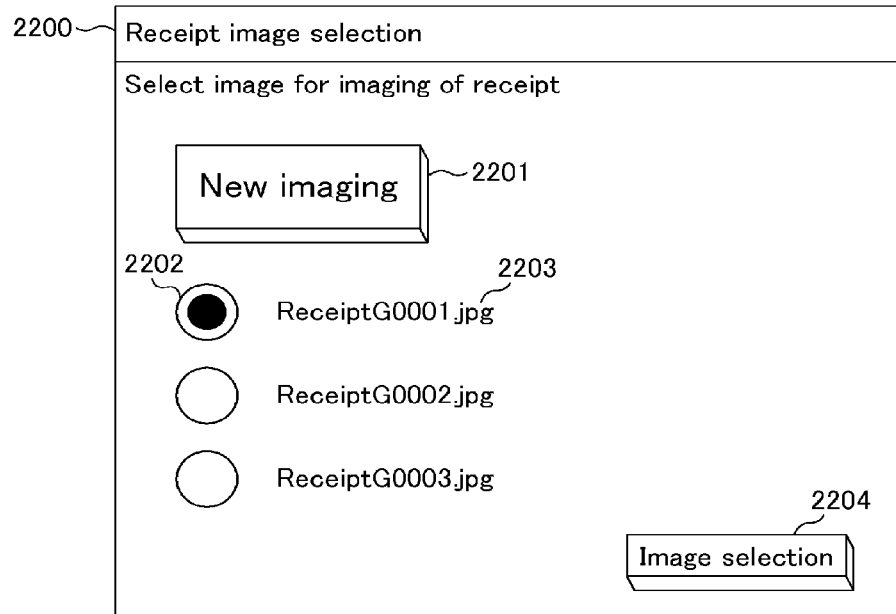 2200 Receipt image selection
Select image for imaging of receipt
New imaging 2201
2202 2203
ReceiptG0001.jpg
ReceiptG0002.jpg
ReceiptG0003.jpg
2204
Image selection